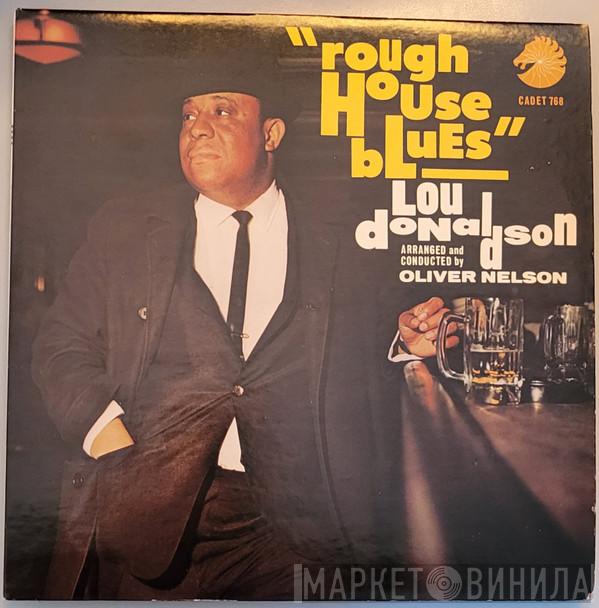 "rough
House
bLuEs"
CADET 768
Lou
donaldson
ARRANGED and
CONDUCTED by
OLIVER NELSON
МАРКЕТ ВИНИЛА